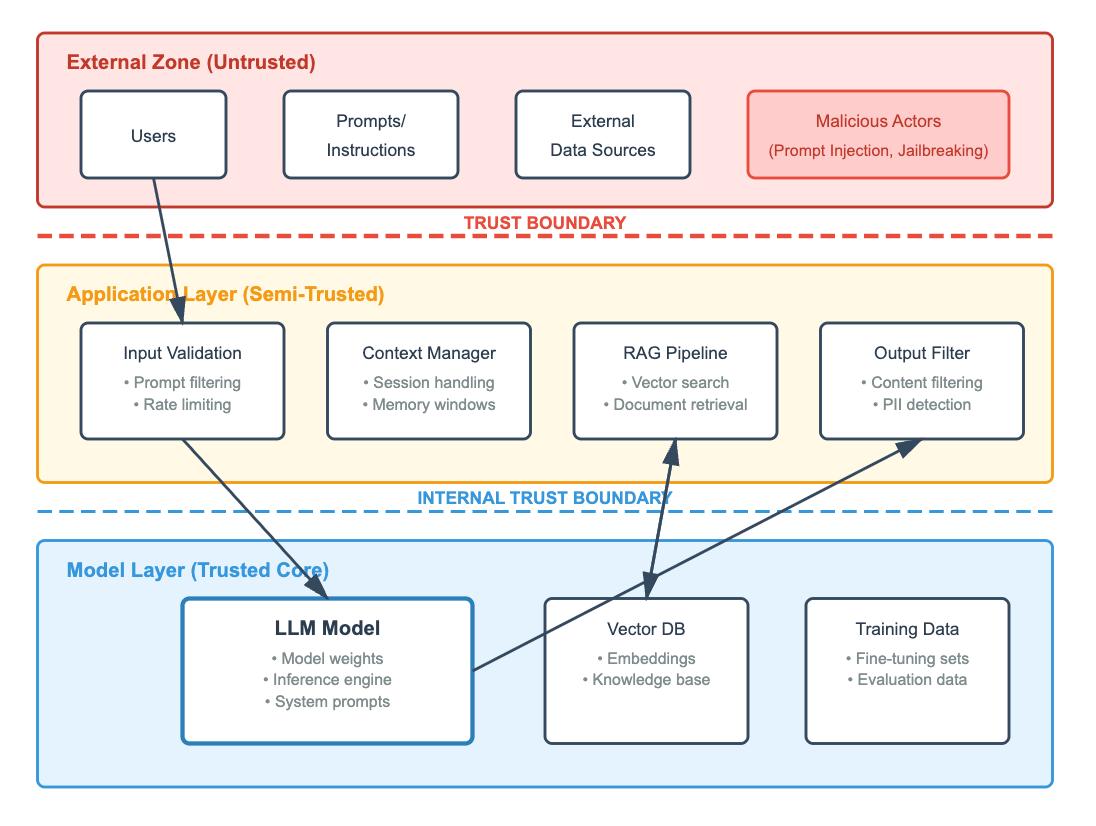 External Zone (Untrusted)
Users
Prompts/
Instructions
External
Data Sources
Malicious Actors
(Prompt Injection, Jailbreaking)
TRUST BOUNDARY
Application Layer (Semi-Trusted)
Input Validation
• Prompt filtering
• Rate limiting
Context Manager
• Session handling
• Memory windows
RAG Pipeline
• Vector search
• Document retrieval
Output Filter
• Content filtering
• PII detection
INTERNAL TRUST BOUNDARY
Model Layer (Trusted Core)
LLM Model
• Model weights
• Inference engine
• System prompts
Vector DB
• Embeddings
• Knowledge base
Training Data
• Fine-tuning sets
• Evaluation data